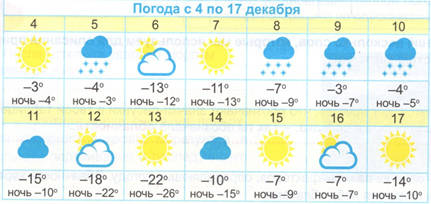 Погода с 4 по 17 декабря
4 5 6 7 8 9 10
–3° –4° –13° –11° –7° –3° –4°
ночь –4° ночь –3° ночь –12° ночь –13° ночь –9° ночь –7° ночь –5°
11 12 13 14 15 16 17
–15° –18° –22° –10° –7° –7° –14°
ночь –10° ночь –22° ночь –26° ночь –15° ночь –9° ночь –7° ночь –10°